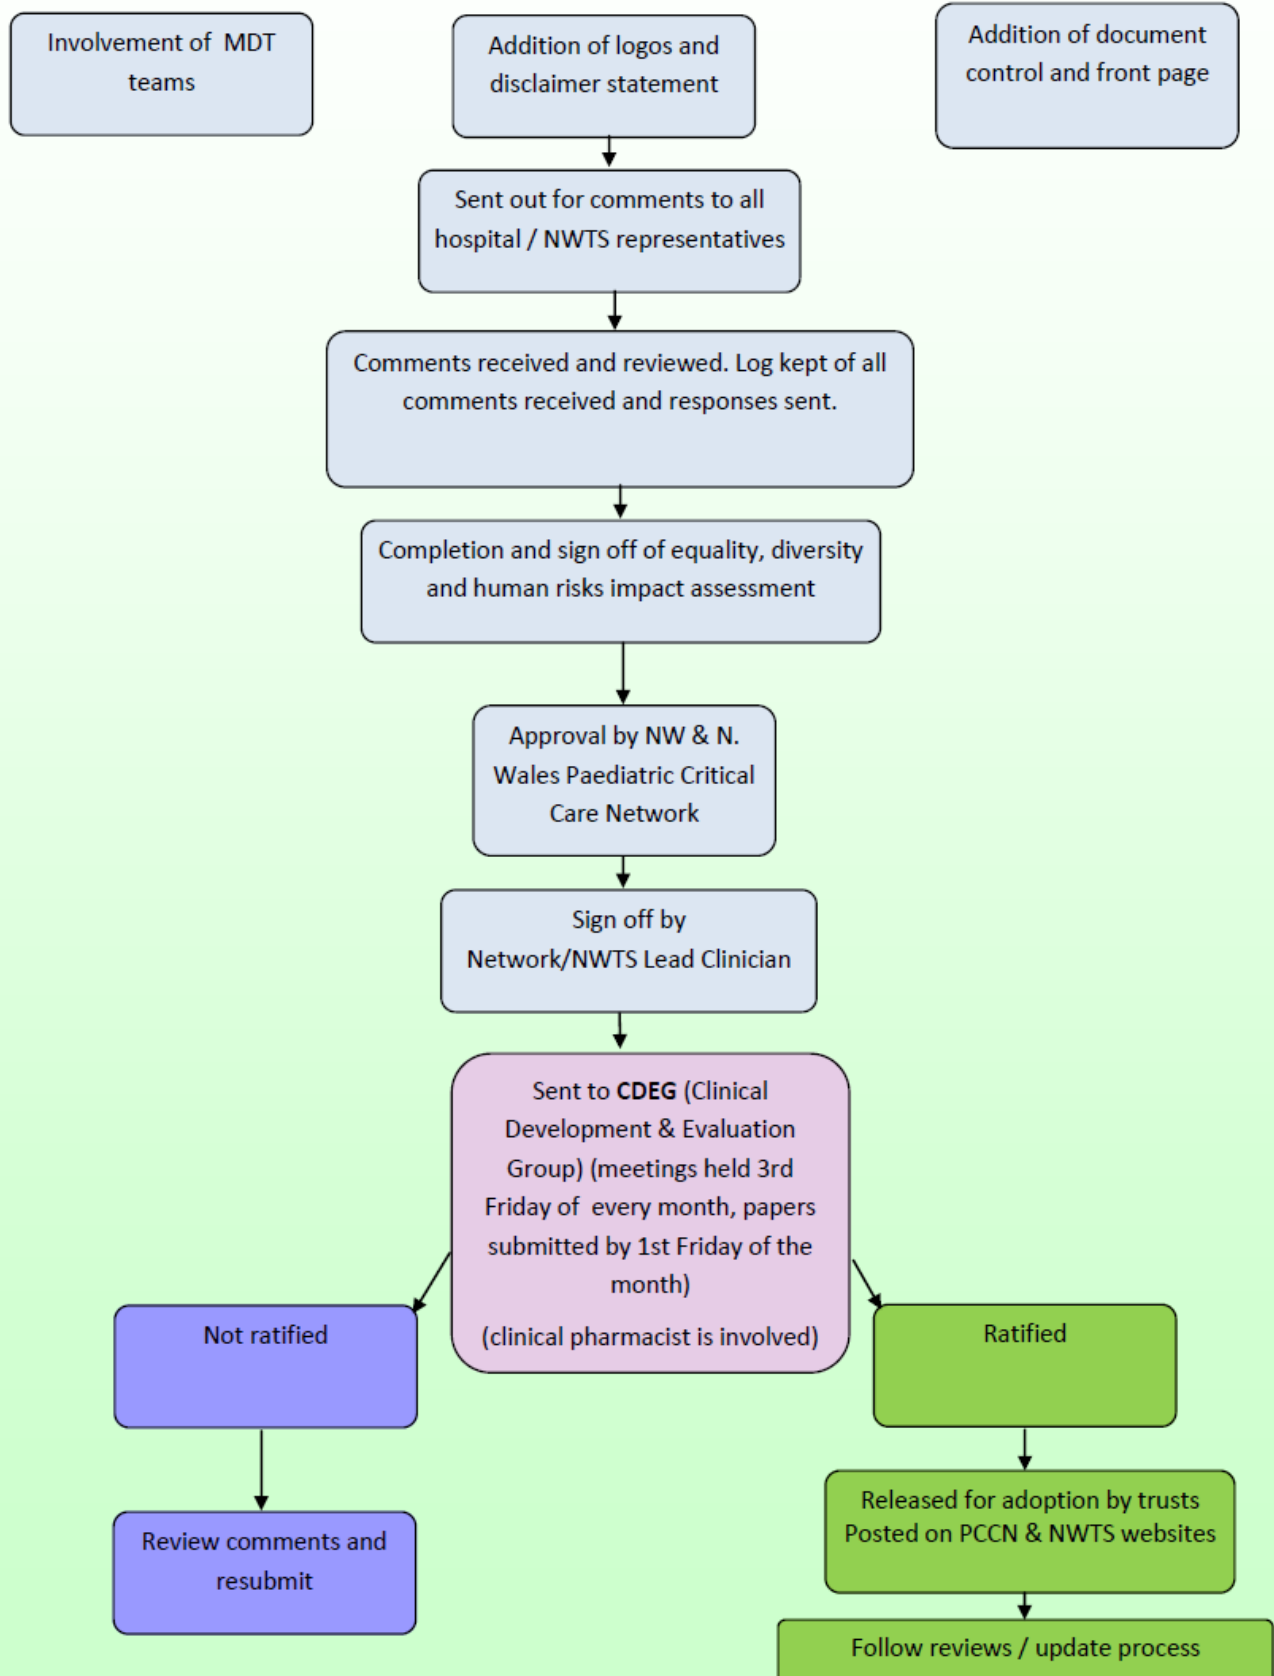 Involvement of MDT
teams
Addition of logos and
disclaimer statement
Addition of document
control and front page
Sent out for comments to all
hospital / NWTS representatives
Comments received and reviewed. Log kept of all
comments received and responses sent.
Completion and sign off of equality, diversity
and human risks impact assessment
Approval by NW & N.
Wales Paediatric Critical
Care Network
Sign off by
Network/NWTS Lead Clinician
Sent to CDEG (Clinical
Development & Evaluation
Group) (meetings held 3rd
Friday of every month, papers
submitted by 1st Friday of the
month)
(clinical pharmacist is involved)
Not ratified
Ratified
Review comments and
resubmit
Released for adoption by trusts
Posted on PCCN & NWTS websites
Follow reviews / update process